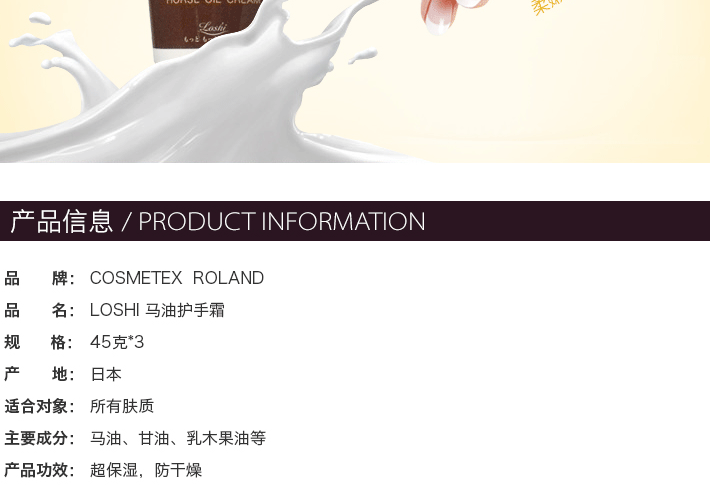 HORSE OIL CREAM
Loshi
产品信息 / PRODUCT INFORMATION
品 牌： COSMETEX ROLAND
品 名： LOSHI 马油护手霜
规 格： 45克*3
产 地： 日本
适合对象： 所有肤质
主要成分： 马油、甘油、乳木果油等
产品功效： 超保湿，防干燥